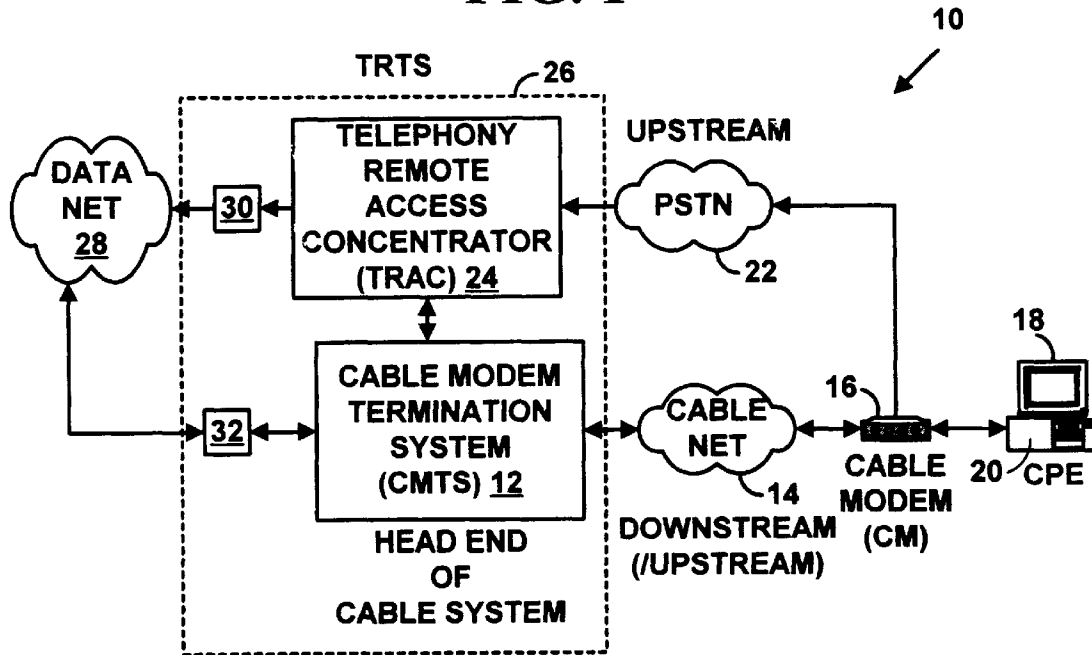 FIG. 1
10
TRTS
26
TELEPHONY
REMOTE
ACCESS
CONCENTRATOR
(TRAC) 24
UPSTREAM
PSTN
22
DATA
NET
28
30
32
CABLE MODEM
TERMINATION
SYSTEM
(CMTS) 12
HEAD END
OF
CABLE SYSTEM
CABLE
NET
14
DOWNSTREAM
(/UPSTREAM)
16
CABLE
MODEM
(CM)
18
20
CPE